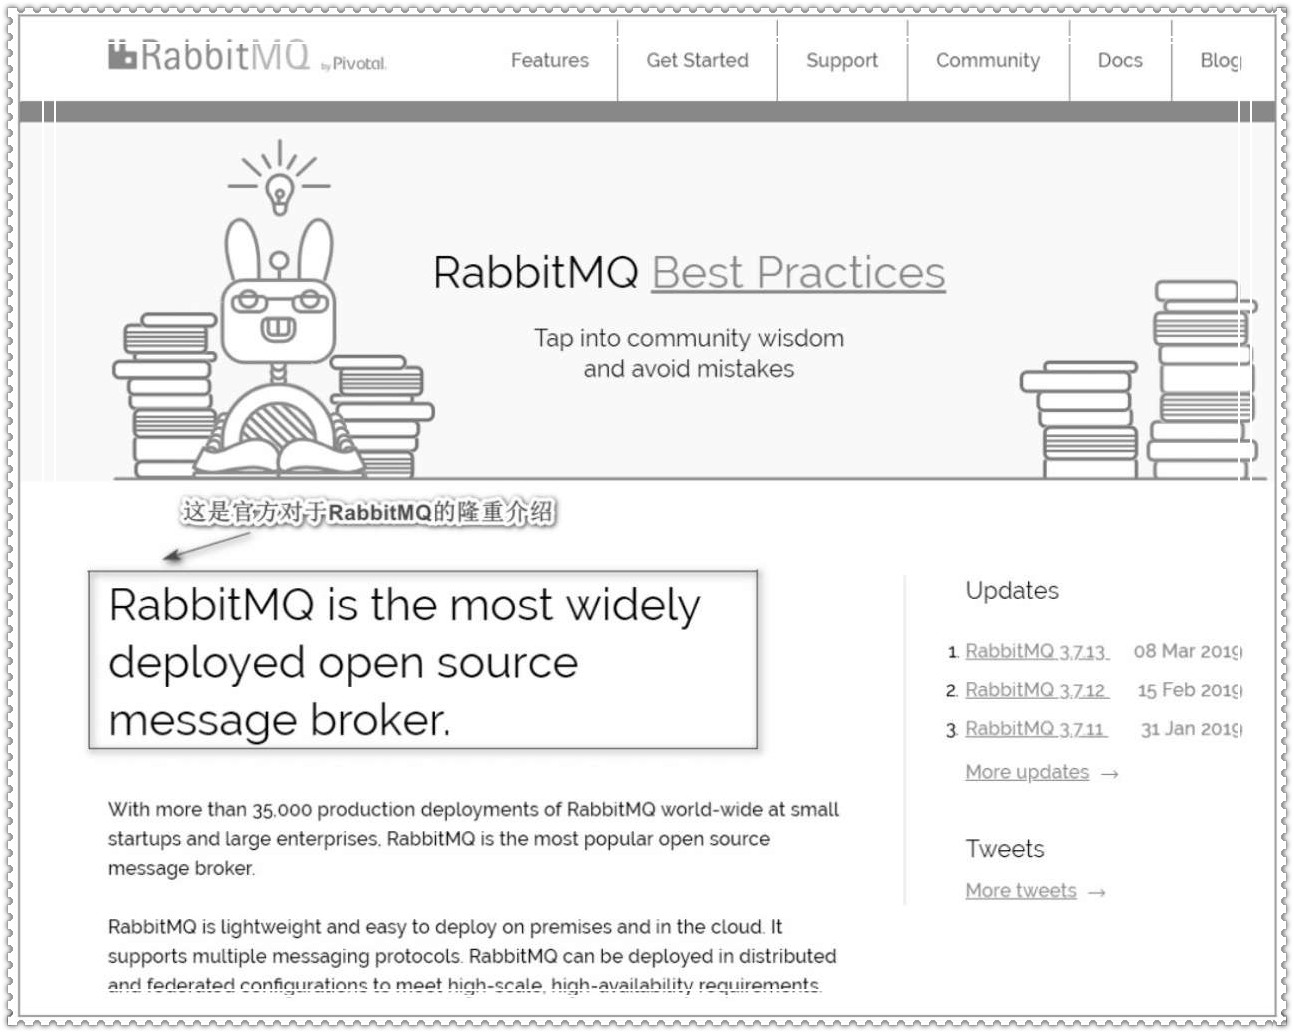 RabbitMQ by Pivotal.
Features Get Started Support Community Docs Blog
RabbitMQ Best Practices
Tap into community wisdom
and avoid mistakes
这是官方对于RabbitMQ的隆重介绍
RabbitMQ is the most widely
deployed open source
message broker.
With more than 35,000 production deployments of RabbitMQ world-wide at small
startups and large enterprises, RabbitMQ is the most popular open source
message broker.
RabbitMQ is lightweight and easy to deploy on premises and in the cloud. It
supports multiple messaging protocols. RabbitMQ can be deployed in distributed
and federated configurations to meet high-scale, high-availability requirements.
Updates
1. RabbitMQ 3.7.13 08 Mar 2019
2. RabbitMQ 3.7.12 15 Feb 2019
3. RabbitMQ 3.7.11 31 Jan 2019
More updates →
Tweets
More tweets →